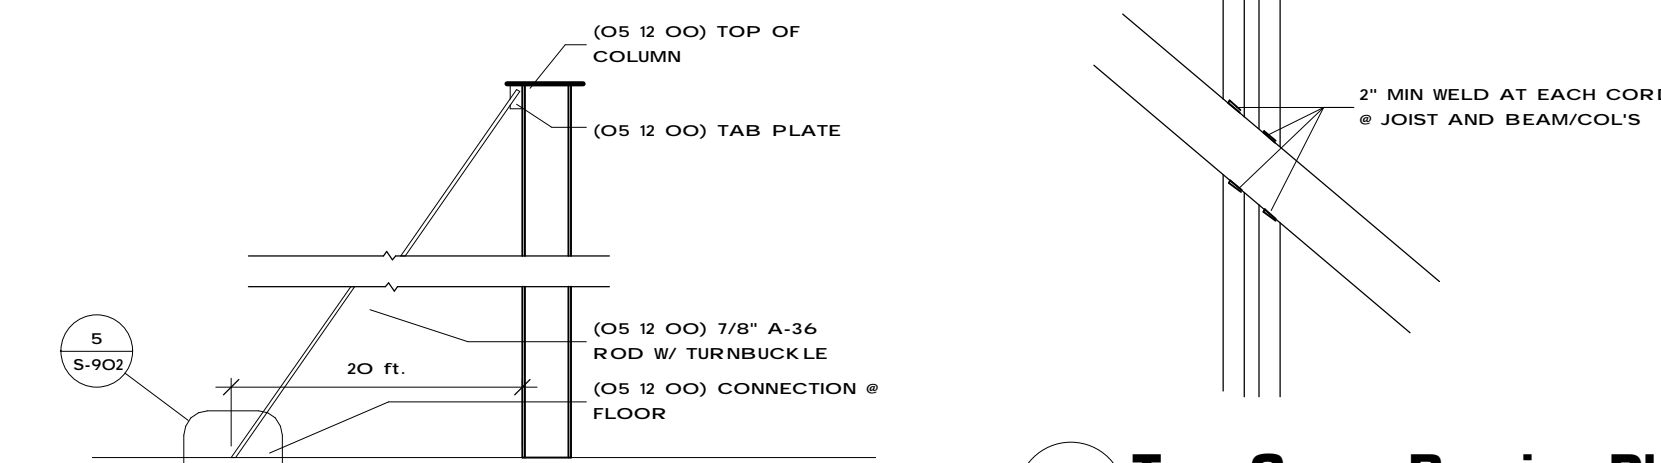 (05 12 00) TOP OF
COLUMN
(05 12 00) TAB PLATE
(05 12 00) 7/8" A-36
ROD W/ TURNBUCKLE
20 ft.
(05 12 00) CONNECTION @
FLOOR
5
S-902
2" MIN WELD AT EACH
@ JOIST AND BEAM/COL'S